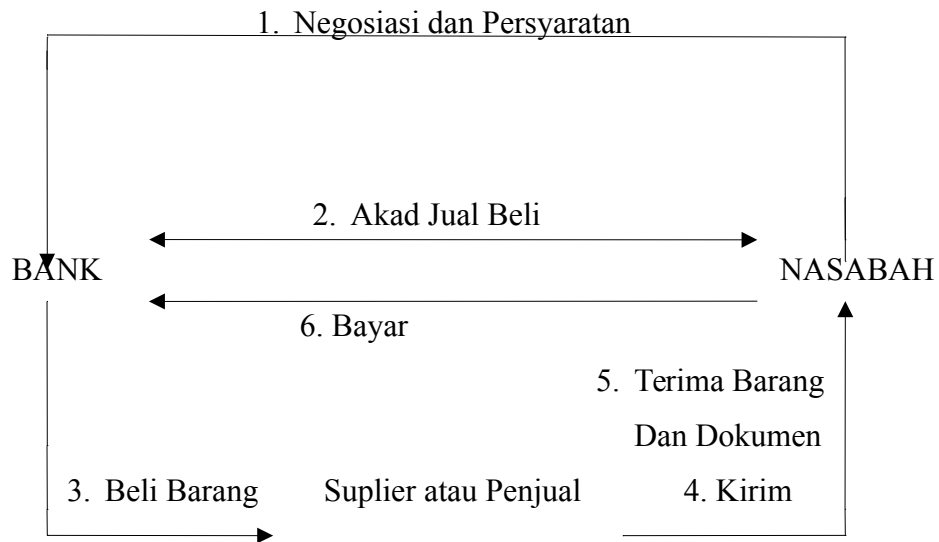 1. Negosiasi dan Persyaratan
2. Akad Jual Beli
BANK NASABAH
6. Bayar
5. Terima Barang
Dan Dokumen
3. Beli Barang Suplier atau Penjual 4. Kirim